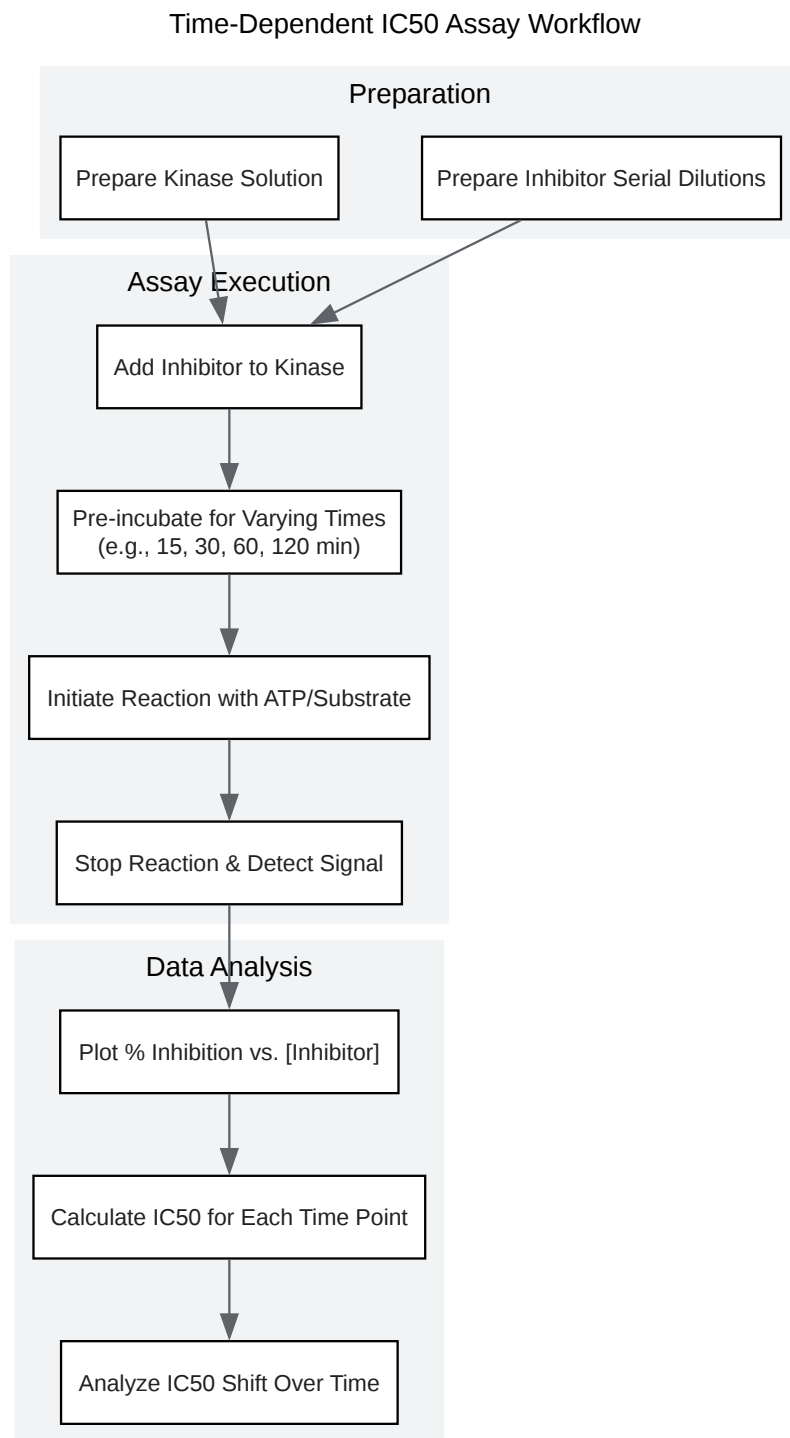 Time-Dependent IC50 Assay Workflow
Preparation
Prepare Kinase Solution
Prepare Inhibitor Serial Dilutions
Assay Execution
Add Inhibitor to Kinase
Pre-incubate for Varying Times
(e.g., 15, 30, 60, 120 min)
Initiate Reaction with ATP/Substrate
Stop Reaction & Detect Signal
Data Analysis
Plot % Inhibition vs. [Inhibitor]
Calculate IC50 for Each Time Point
Analyze IC50 Shift Over Time